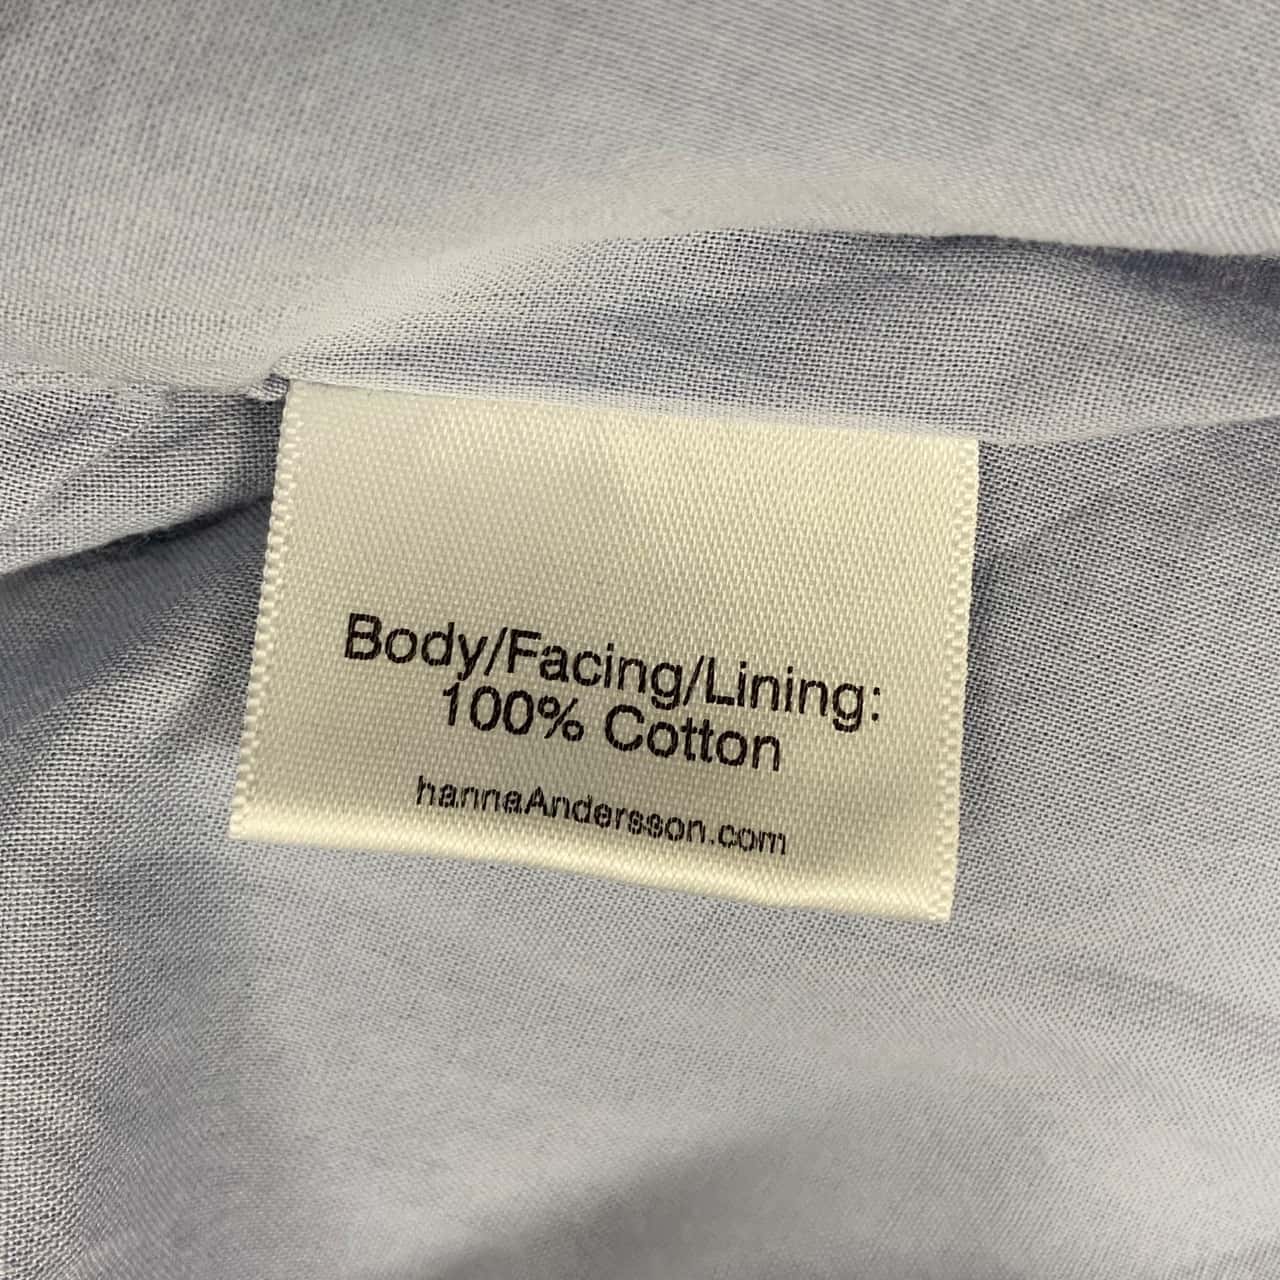 Body/Facing/Lining:
100% Cotton
hannaAndersson.com